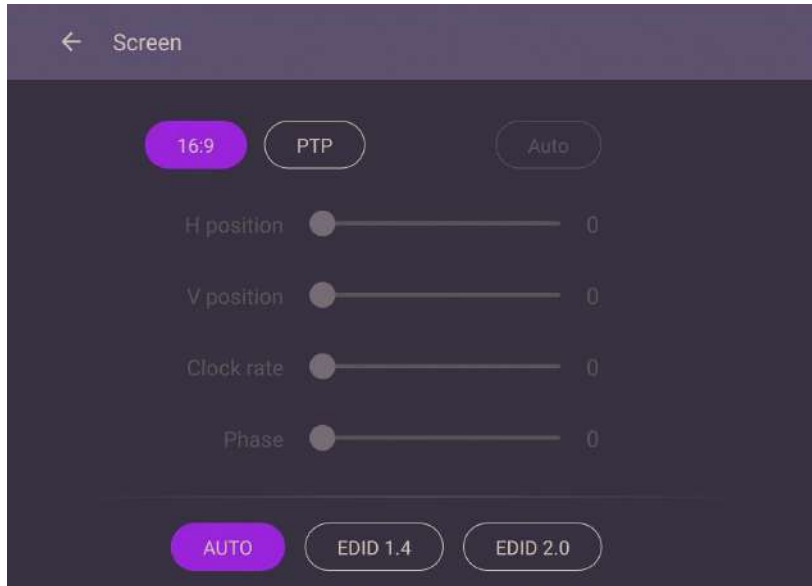 Screen
16:9 PTP Auto
H position 0
V position 0
Clock rate 0
Phase 0
AUTO EDID 1.4 EDID 2.0